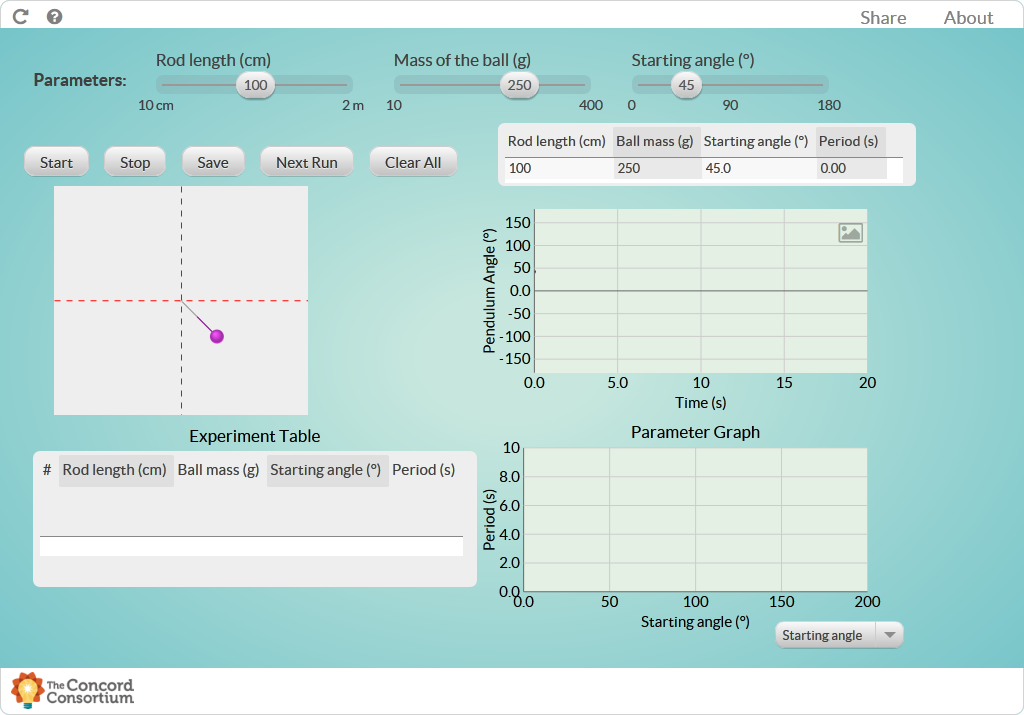 Share About
Parameters:
Rod length (cm)
100
10 cm 2 m
Mass of the ball (g)
250
10 400
Starting angle (º)
45
0 90 180
Start Stop Save Next Run Clear All
Rod length (cm) Ball mass (g) Starting angle (º) Period (s)
100 250 45.0 0.00
Pendulum Angle (º)
150
100
50
0.0
-50
-100
-150
0.0 5.0 10 15 20
Time (s)
Experiment Table
# Rod length (cm) Ball mass (g) Starting angle (º) Period (s)
Parameter Graph
Period (s)
10
8.0
6.0
4.0
2.0
0.0
0.0 50 100 150 200
Starting angle (º)
Starting angle
The Concord
Consortium